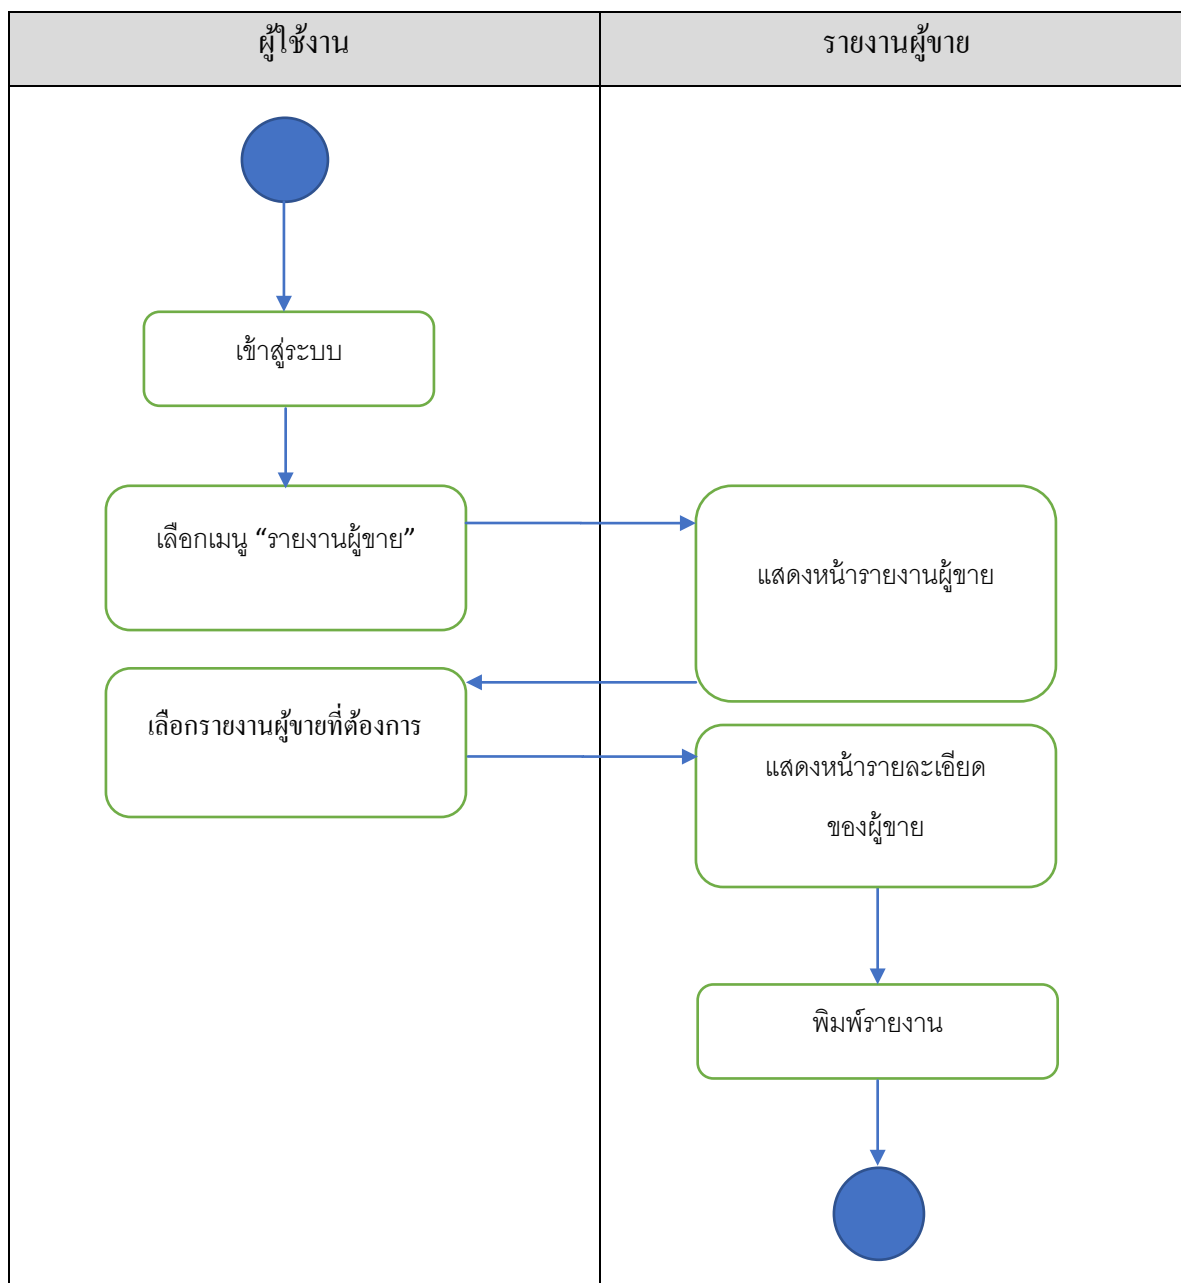 ผู้ใช้งาน
รายงานผู้ขาย
เข้าสู่ระบบ
เลือกเมนู “รายงานผู้ขาย”
แสดงหน้ารายงานผู้ขาย
เลือกรายงานผู้ขายที่ต้องการ
แสดงหน้ารายละเอียด
ของผู้ขาย
พิมพ์รายงาน